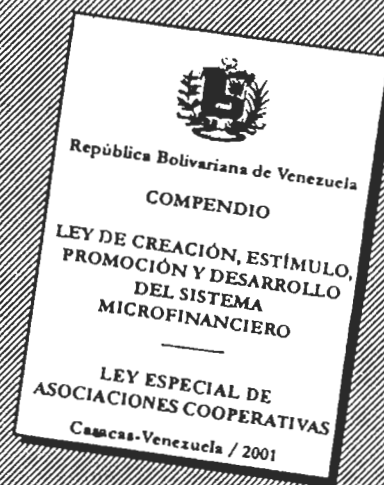 República Bolivariana de Venezuela
COMPENDIO
LEY DE CREACIÓN, ESTÍMULO,
PROMOCIÓN Y DESARROLLO
DEL SISTEMA
MICROFINANCIERO
LEY ESPECIAL DE
ASOCIACIONES COOPERATIVAS
Caracas-Venezuela / 2001